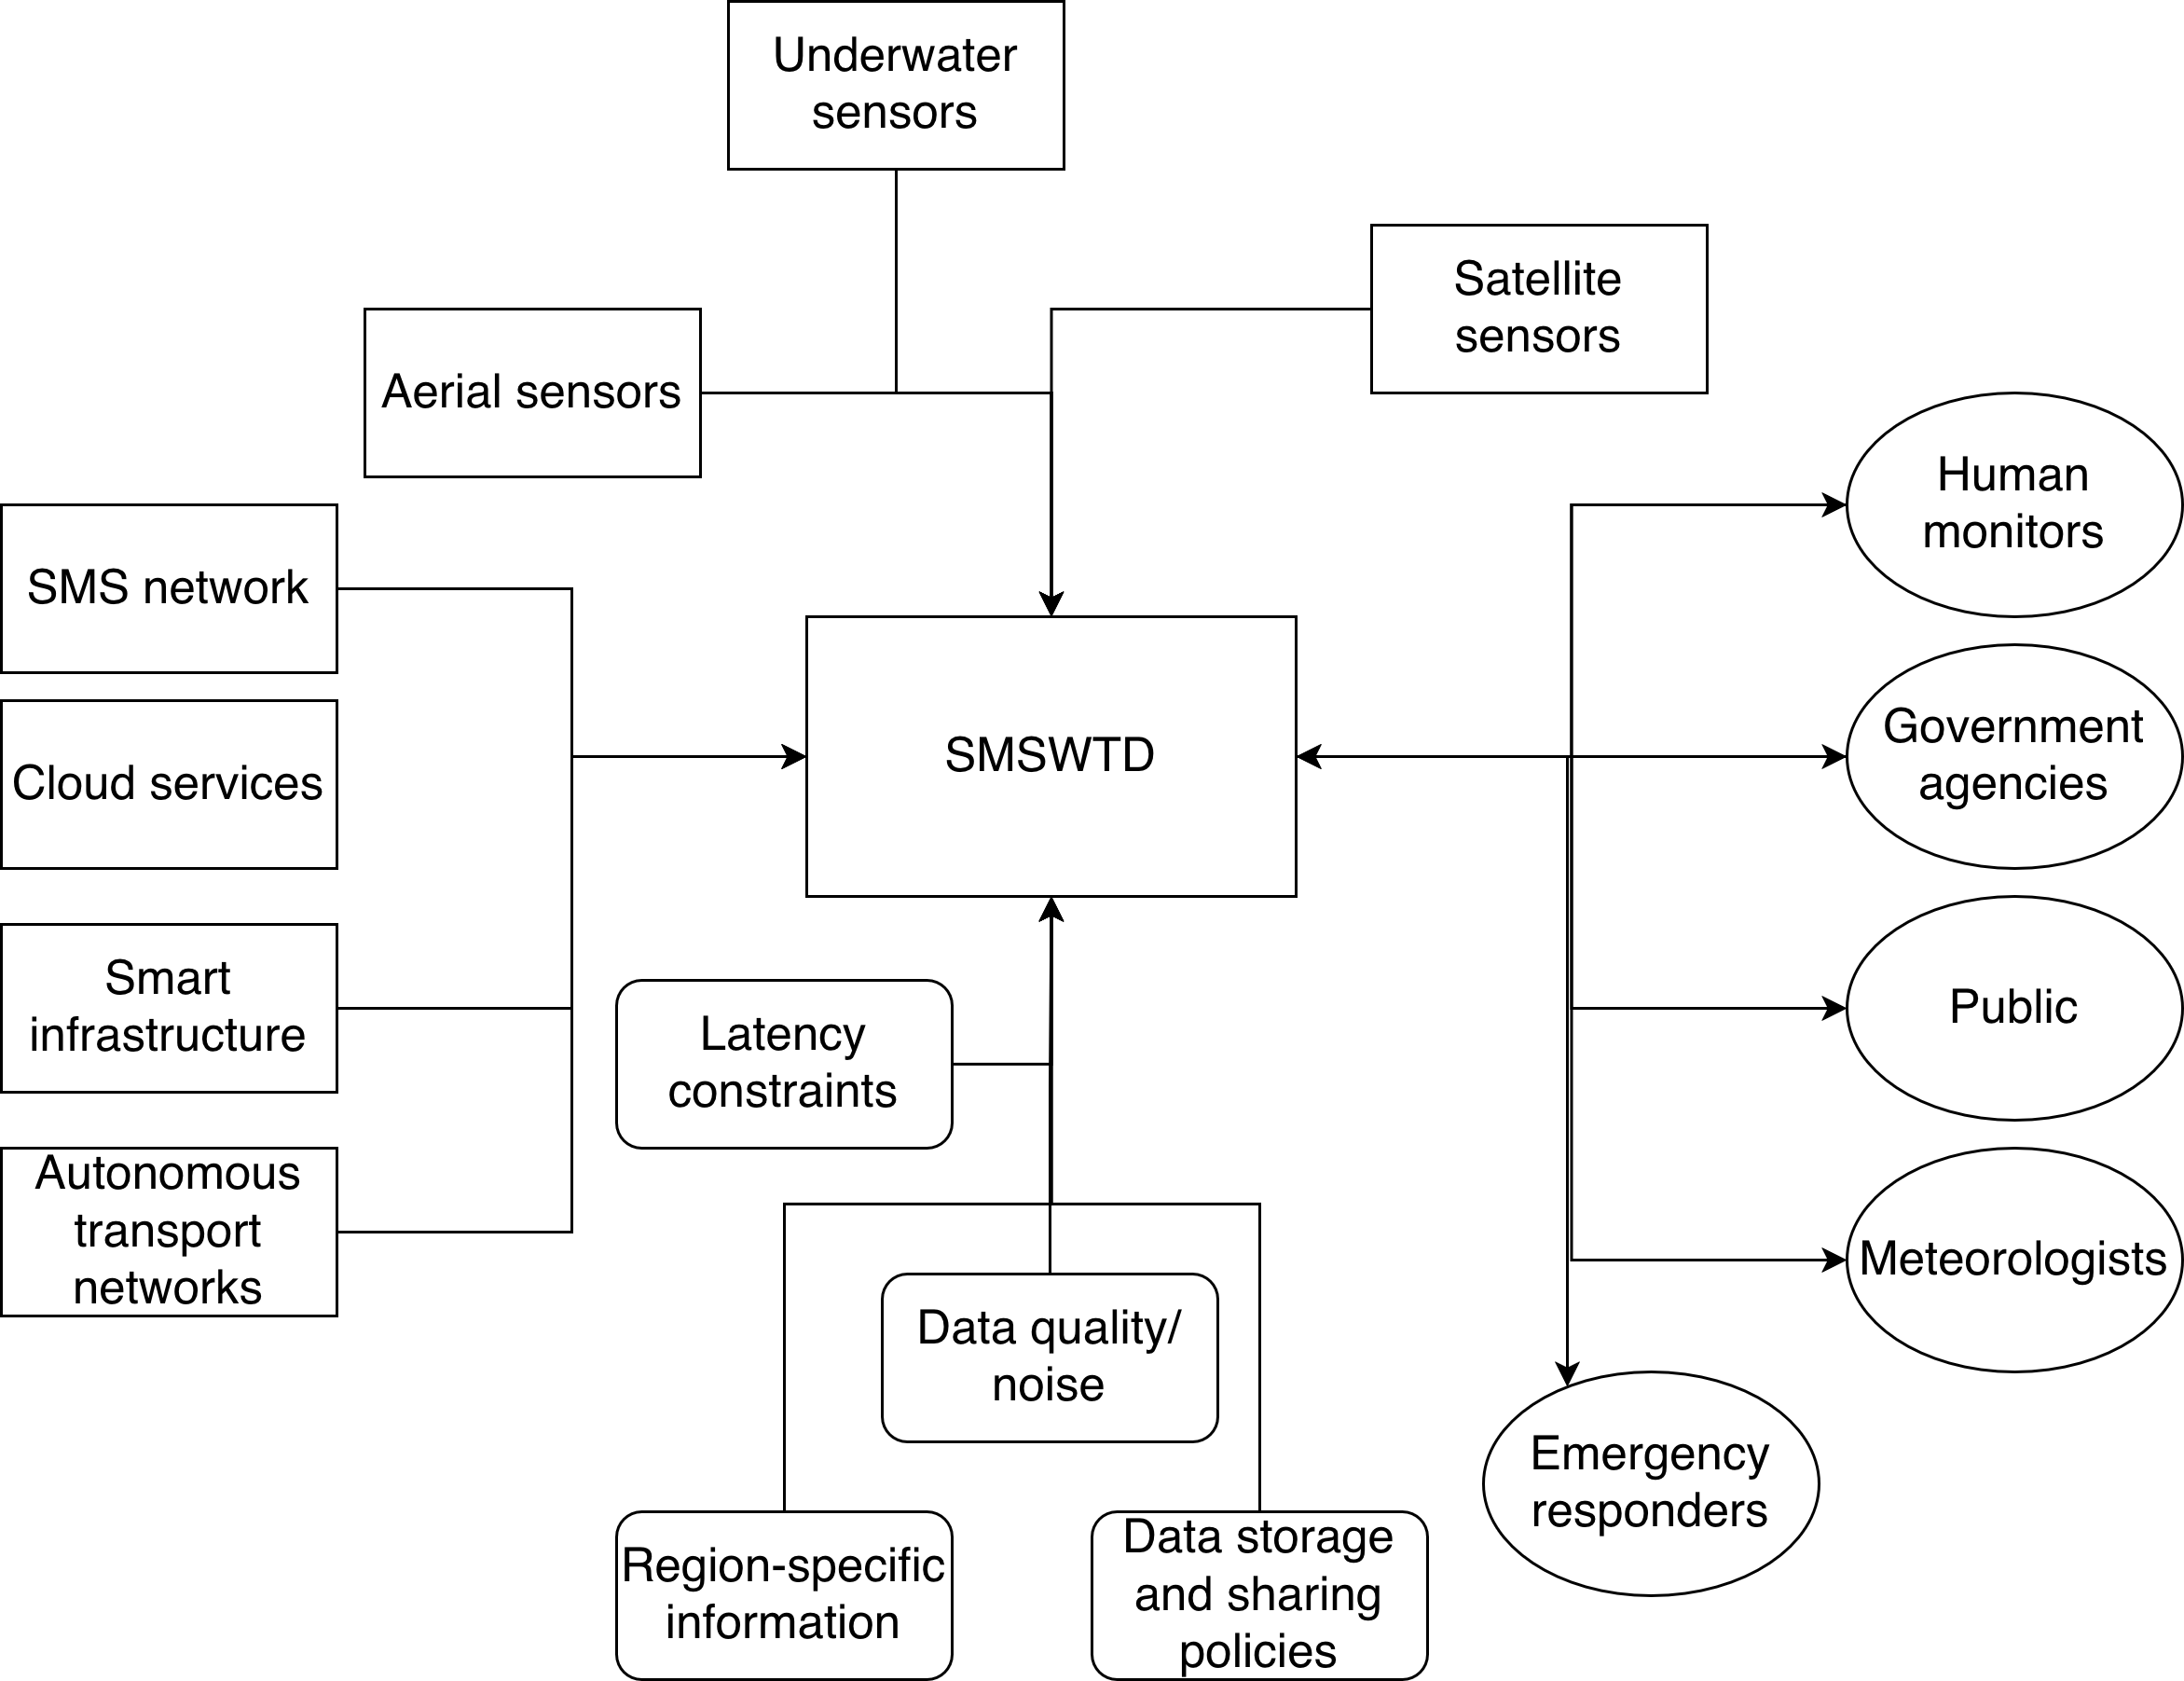 Underwater
sensors
Satellite
sensors
Aerial sensors
Human
monitors
SMS network
Government
agencies
SMSWTD
Cloud services
Smart
infrastructure
Public
Latency
constraints
Autonomous
transport
networks
Meteorologists
Data quality/
noise
Emergency
responders
Region-specific
information
Data storage
and sharing
policies